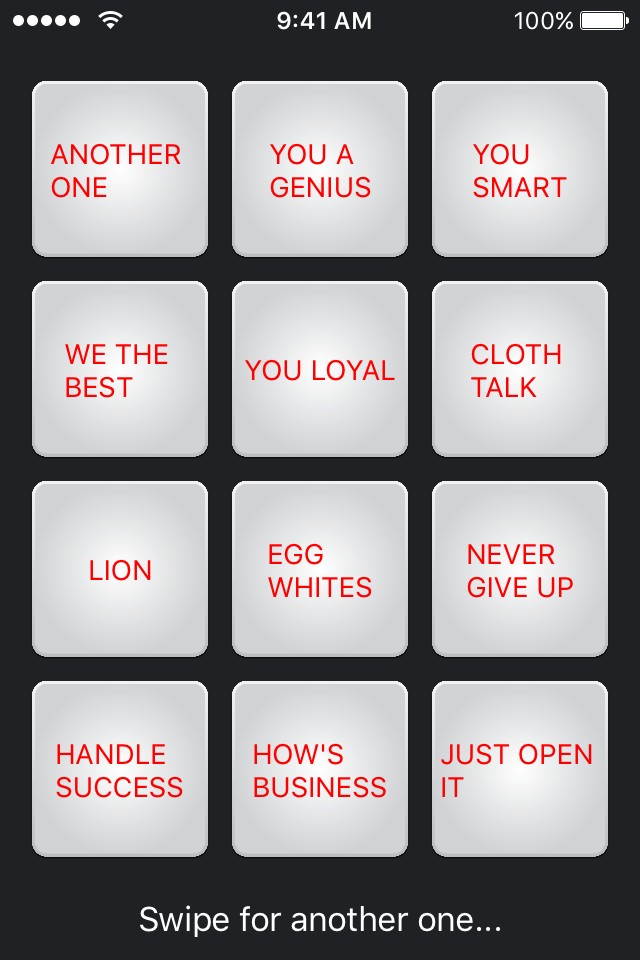 9:41 AM
100%
ANOTHER
ONE
YOU A
GENIUS
YOU
SMART
WE THE
BEST
YOU LOYAL
CLOTH
TALK
LION
EGG
WHITES
NEVER
GIVE UP
HANDLE
SUCCESS
HOW'S
BUSINESS
JUST OPEN
IT
Swipe for another one...